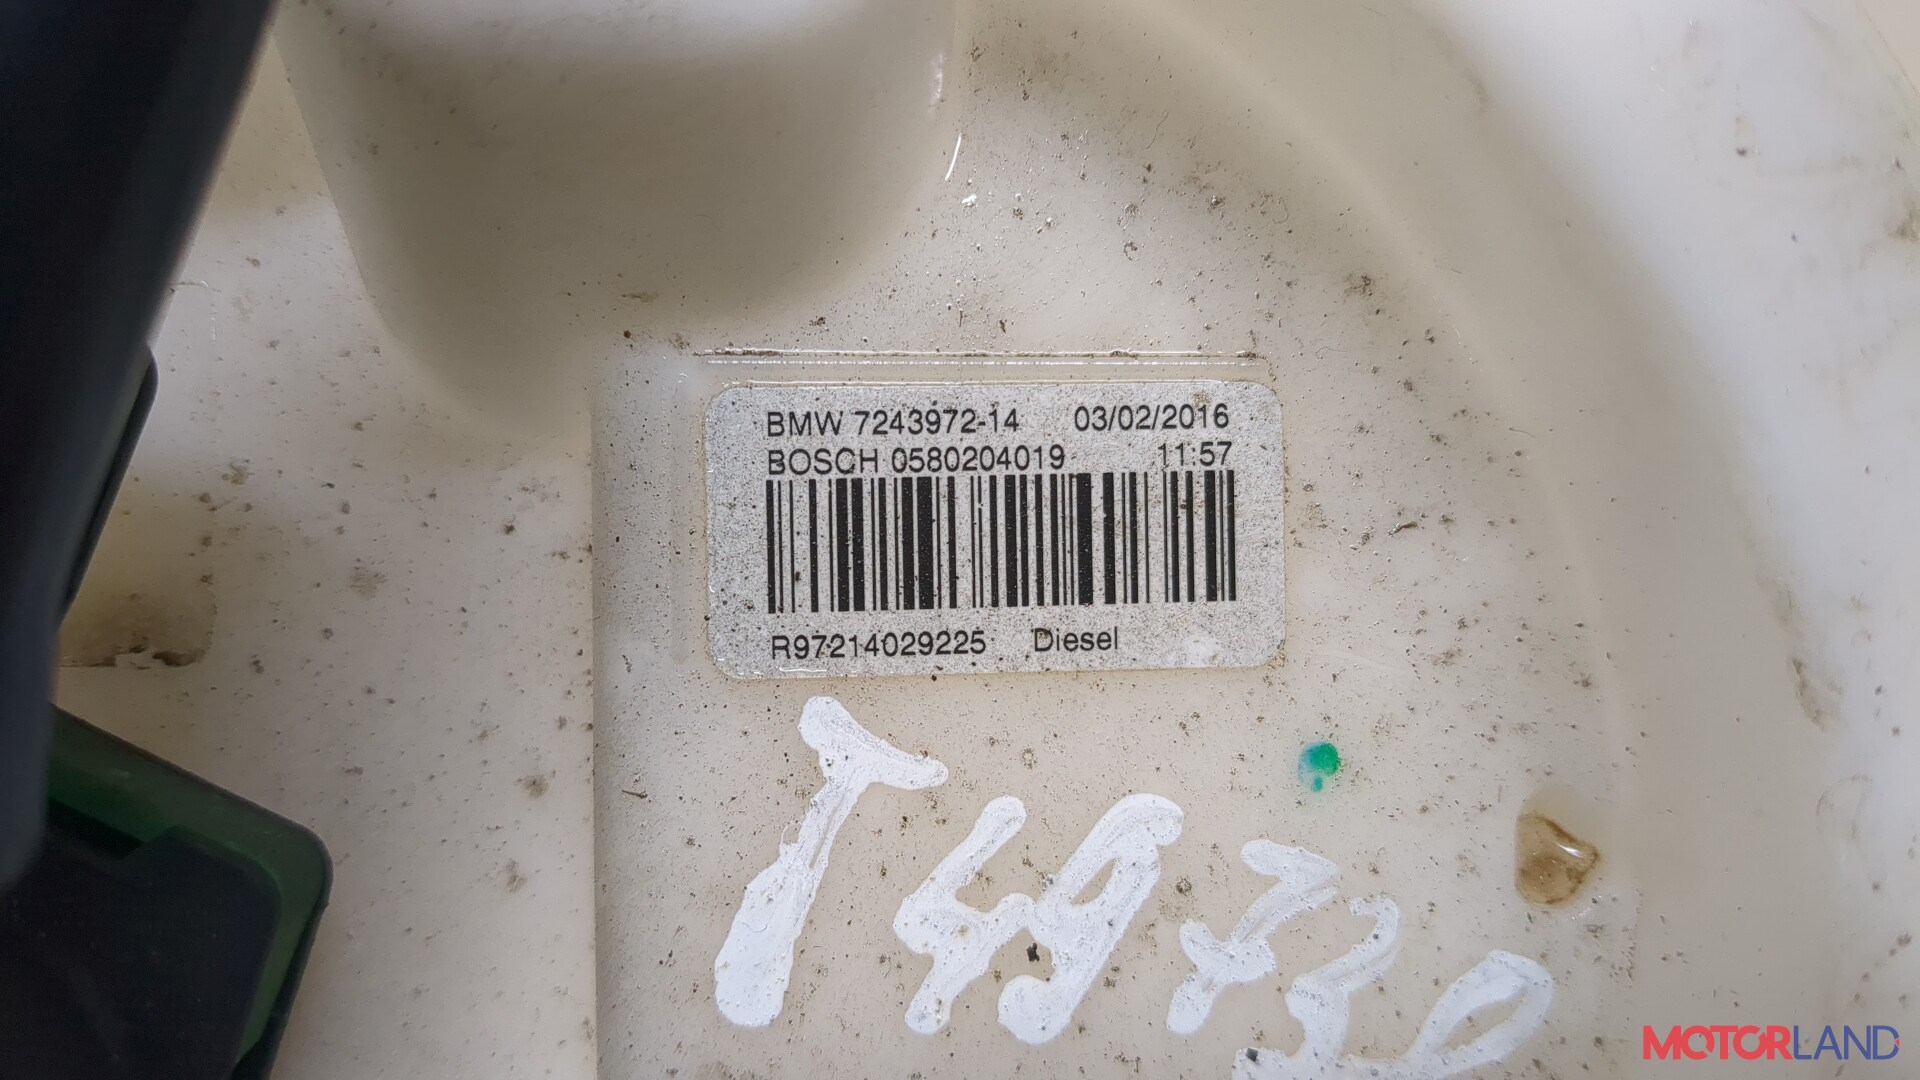 BMW 7243972-14 03/02/2016
BOSCH 0580204019 11:57
R97214029225 Diesel
MOTORLAND